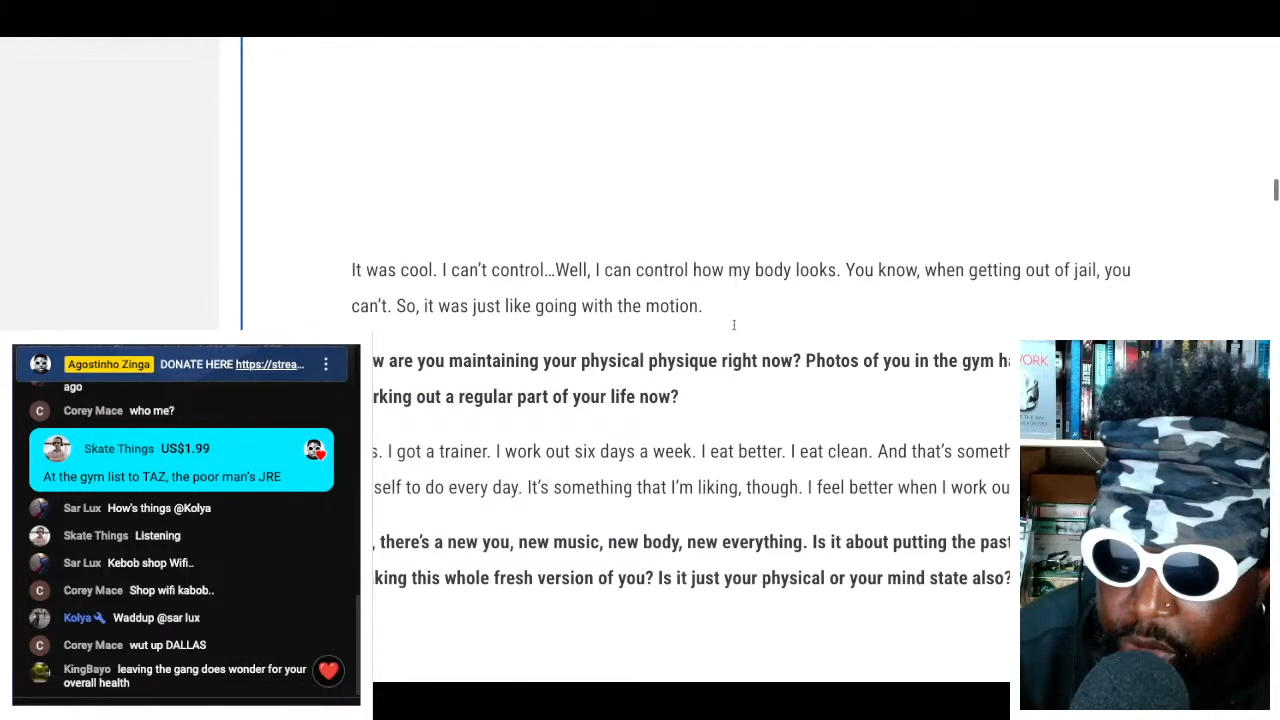 It was cool. I can’t control…Well, I can control how my body looks. You know, when getting out of jail, you
can’t. So, it was just like going with the motion.
w are you maintaining your physical physique right now? Photos of you in the gym ha
rking out a regular part of your life now?
s. I got a trainer. I work out six days a week. I eat better. I eat clean. And that’s someth
self to do every day. It’s something that I’m liking, though. I feel better when I work ou
, there’s a new you, new music, new body, new everything. Is it about putting the past
king this whole fresh version of you? Is it just your physical or your mind state also?
Agostinho Zinga DONATE HERE https://strea...
ago
C Corey Mace who me?
Skate Things US$1.99
At the gym list to TAZ, the poor man's JRE
Sar Lux How's things @Kolya
Skate Things Listening
Sar Lux Kebob shop Wifi..
C Corey Mace Shop wifi kabob..
Kolya Waddup @sar lux
C Corey Mace wut up DALLAS
KingBayo leaving the gang does wonder for your
overall health
WORK